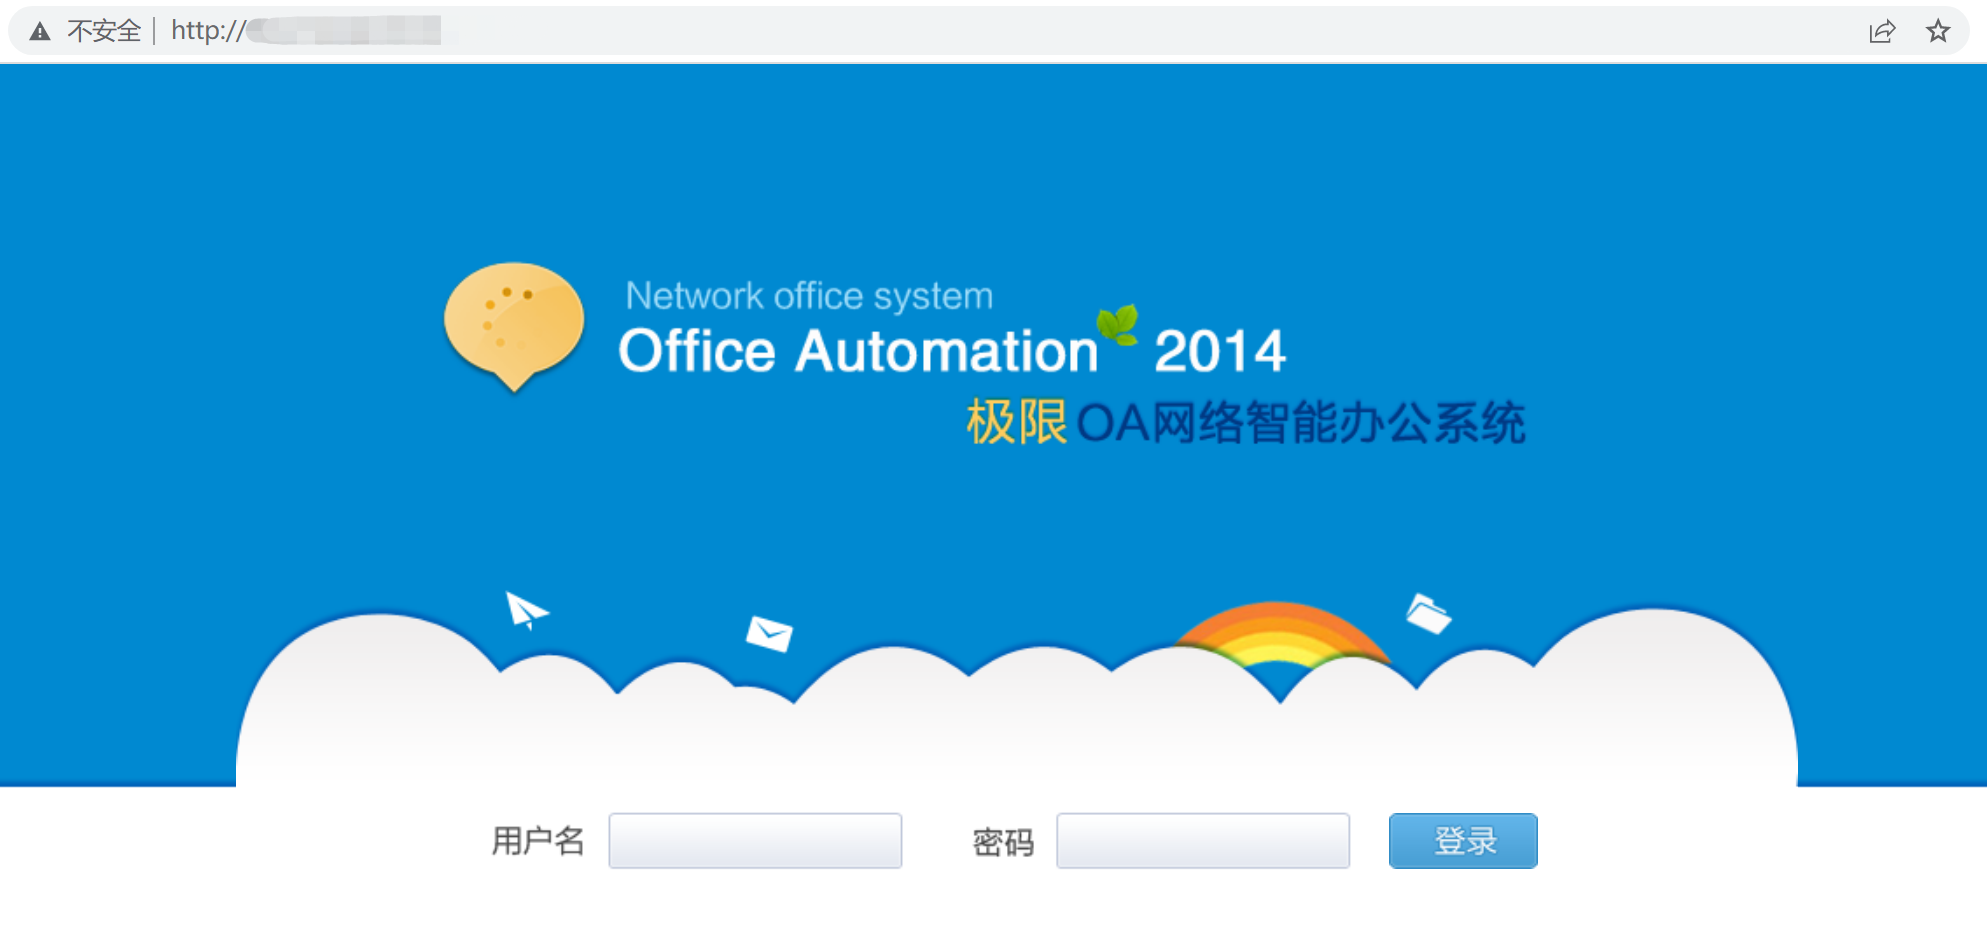 不安全 | http://
Network office system
Office Automation 2014
极限OA网络智能办公系统
用户名 密码 登录